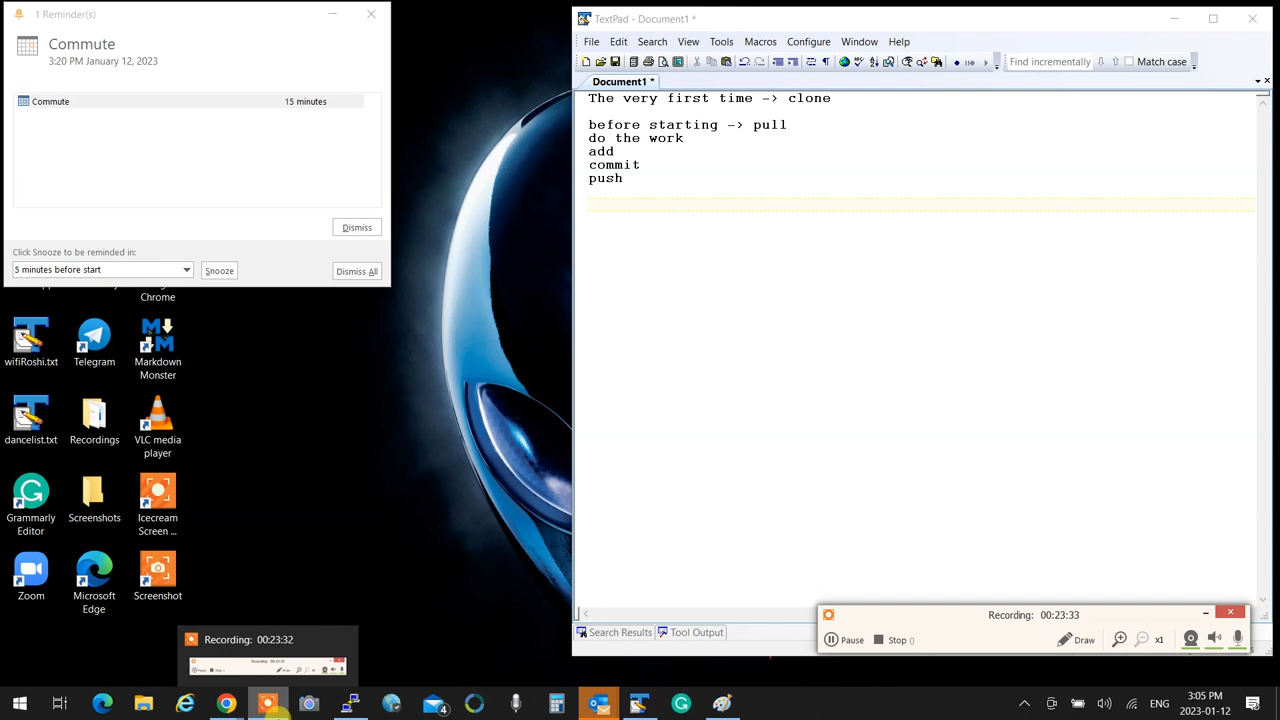 1 Reminder(s)
Commute
3:20 PM January 12, 2023
Commute 15 minutes
Dismiss
Click Snooze to be reminded in:
5 minutes before start
Snooze
Dismiss All
Chrome
wifiRoshi.txt
Telegram
Markdown
Monster
dancelist.txt
Recordings
VLC media
player
Grammarly
Editor
Screenshots
Icecream
Screen ...
Zoom
Microsoft
Edge
Screenshot
TextPad - Document1 *
File Edit Search View Tools Macros Configure Window Help
Find incrementally
Match case
Document1 *
The very first time -> clone
before starting -> pull
do the work
add
commit
push
Search Results
Tool Output
Recording: 00:23:33
Pause
Stop
Draw
x1
Recording: 00:23:32
4
ENG
3:05 PM
2023-01-12